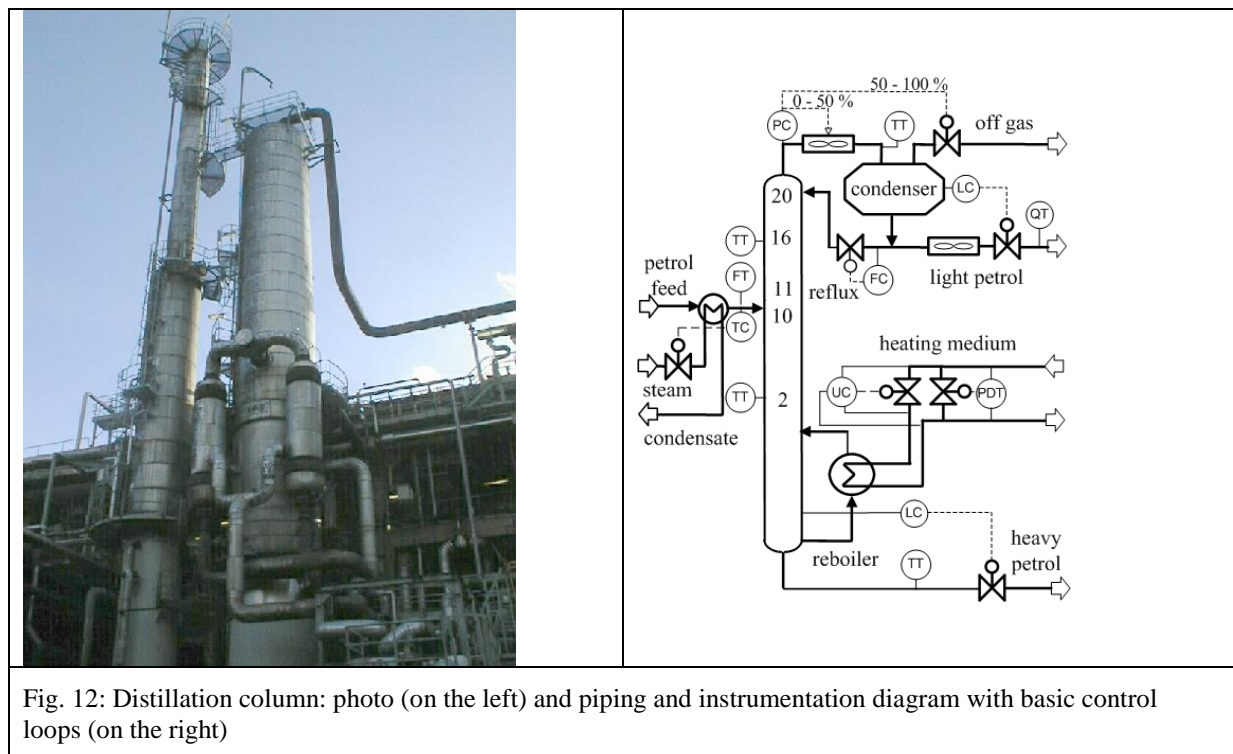 50 - 100 %
0 - 50 %
PC
TT
off gas
condenser
LC
20
16
TT
QT
petrol
feed
FT
11
10
reflux
FC
light petrol
TC
heating medium
steam
UC
PDT
TT
2
condensate
LC
reboiler
TT
heavy
petrol
Fig. 12: Distillation column: photo (on the left) and piping and instrumentation diagram with basic control
loops (on the right)